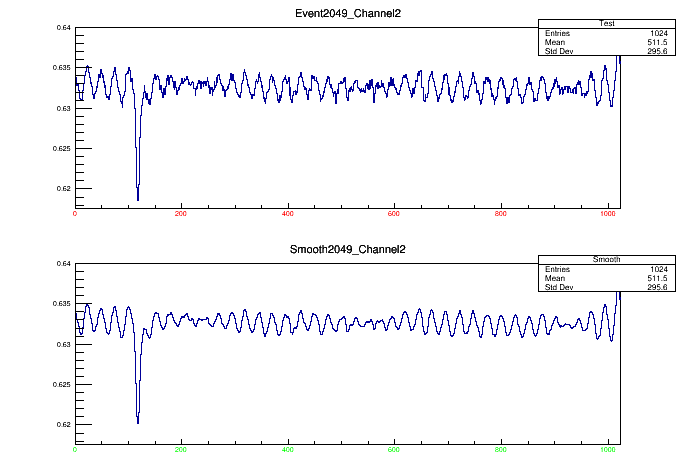 Event2049_Channel2
Test
Entries 1024
Mean 511.5
Std Dev 295.6
0.64
0.635
0.63
0.625
0.62
0 200 400 600 800 1000
Smooth2049_Channel2
Smooth
Entries 1024
Mean 511.5
Std Dev 295.6
0.64
0.635
0.63
0.625
0.62
0 200 400 600 800 1000